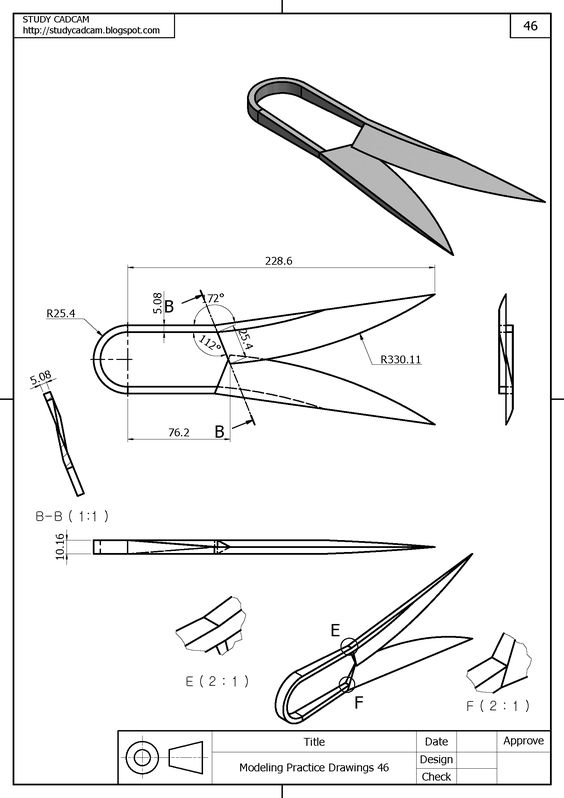 STUDY CADCAM
http://studycadcam.blogspot.com
46
228.6
5.08
B
172°
R25.4
25.4
112°
R330.11
5.08
76.2
B
B-B ( 1:1 )
10.16
E
E ( 2 : 1 )
F
F ( 2 : 1 )
Title
Date
Approve
Modeling Practice Drawings 46
Design
Check